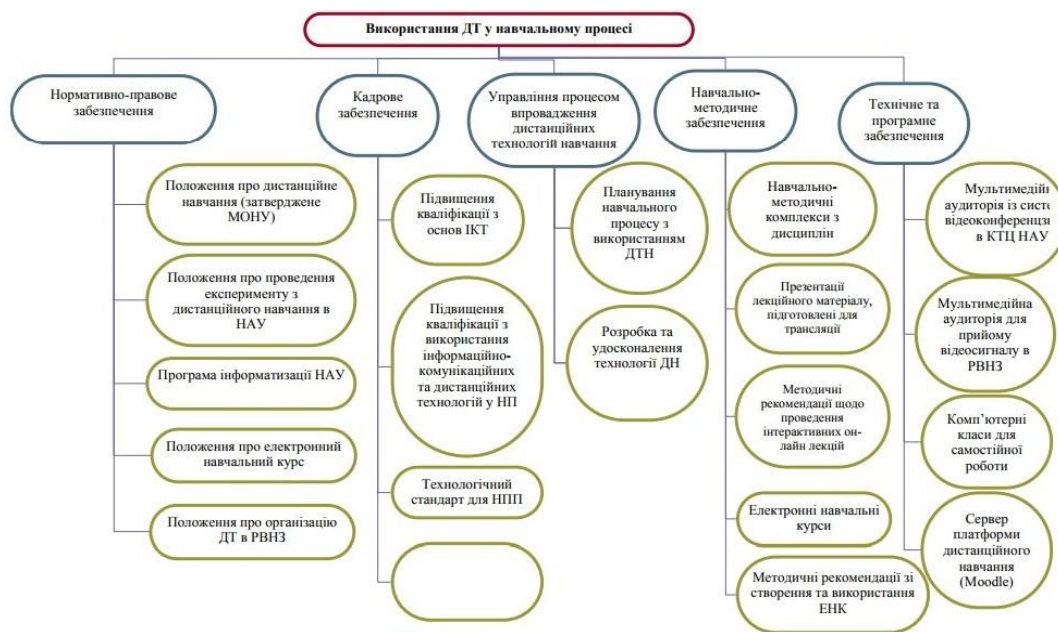 Використання ДТ у навчальному процесі
Нормативно-правове
забезпечення
Положення про дистанційне
навчання (затверджене
МОНУ)
Положення про проведення
експерименту з
дистанційного навчання в
НАУ
Програма інформатизації НАУ
Положення про електронний
навчальний курс
Положення про організацію
ДТ в РВНЗ
Кадрове
забезпечення
Підвищення
кваліфікації з
основ ІКТ
Підвищення
кваліфікації з
використання
інформаційно-
комунікаційних
та дистанційних
технологій у НП
Технологічний
стандарт для НПП
Управління процесом
впровадження
дистанційних
технологій навчання
Планування
навчального
процесу з
використанням
ДТН
Розробка та
удосконалення
технології ДН
Навчально-
методичне
забезпечення
Навчально-
методичні
комплекси з
дисциплін
Презентації
лекційного матеріалу,
підготовлені для
трансляції
Методичні
рекомендації щодо
проведення
інтерактивних он-
лайн лекцій
Електронні навчальні
курси
Методичні рекомендації зі
створення та використання
ЕНК
Технічне та
програмне
забезпечення
Мультимедій
аудиторія із сист
відеоконференцз
в КТЦ НАУ
Мультимедійна
аудиторія для
прийому
відеосигналу в
РВНЗ
Комп’ютерні
класи для
самостійної
роботи
Сервер
платформи
дистанційного
навчання
(Moodle)